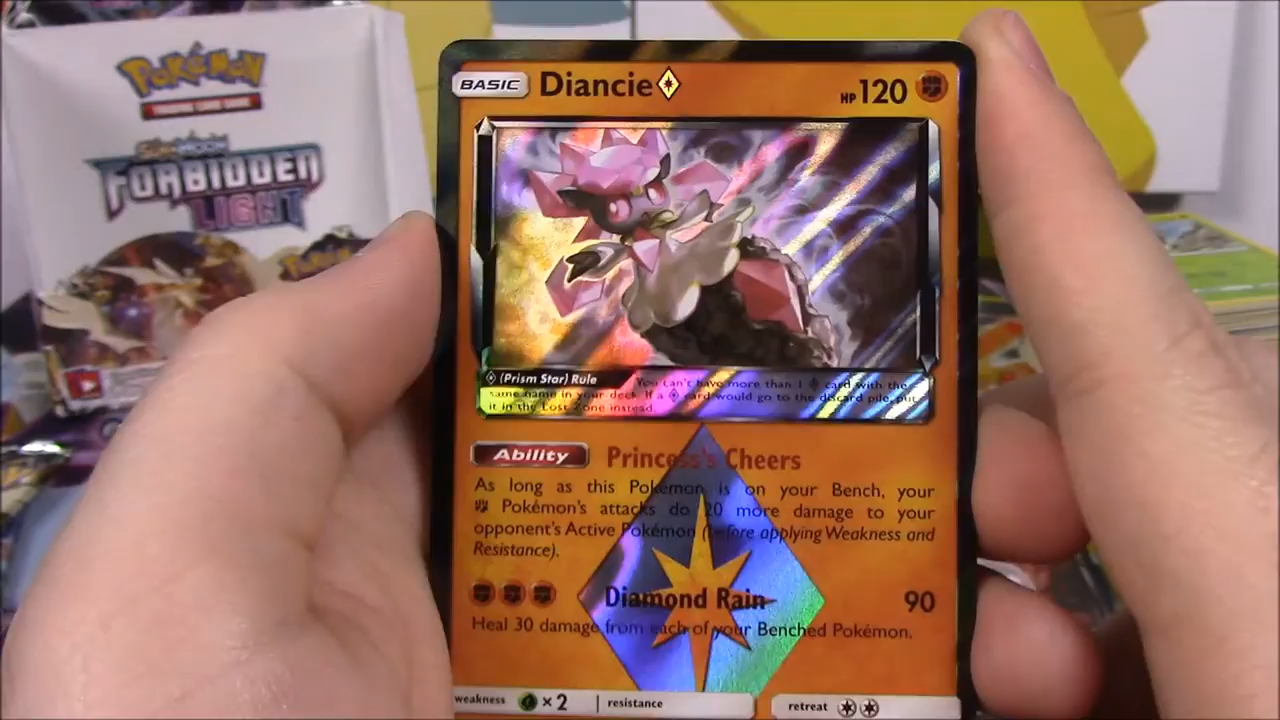 Pokémon
FORBIDDEN
LIGHT
BASIC Diancie HP 120
(Prism Star) Rule You can't have more than 1 card with the
same name in your deck. If a card would go to the discard pile, put
it in the Lost Zone instead.
Ability Princess's Cheers
As long as this Pokémon is on your Bench, your
Pokémon's attacks do 20 more damage to your
opponent's Active Pokémon (before applying Weakness and
Resistance).
Diamond Rain 90
Heal 30 damage from each of your Benched Pokémon.
weakness ×2 resistance retreat